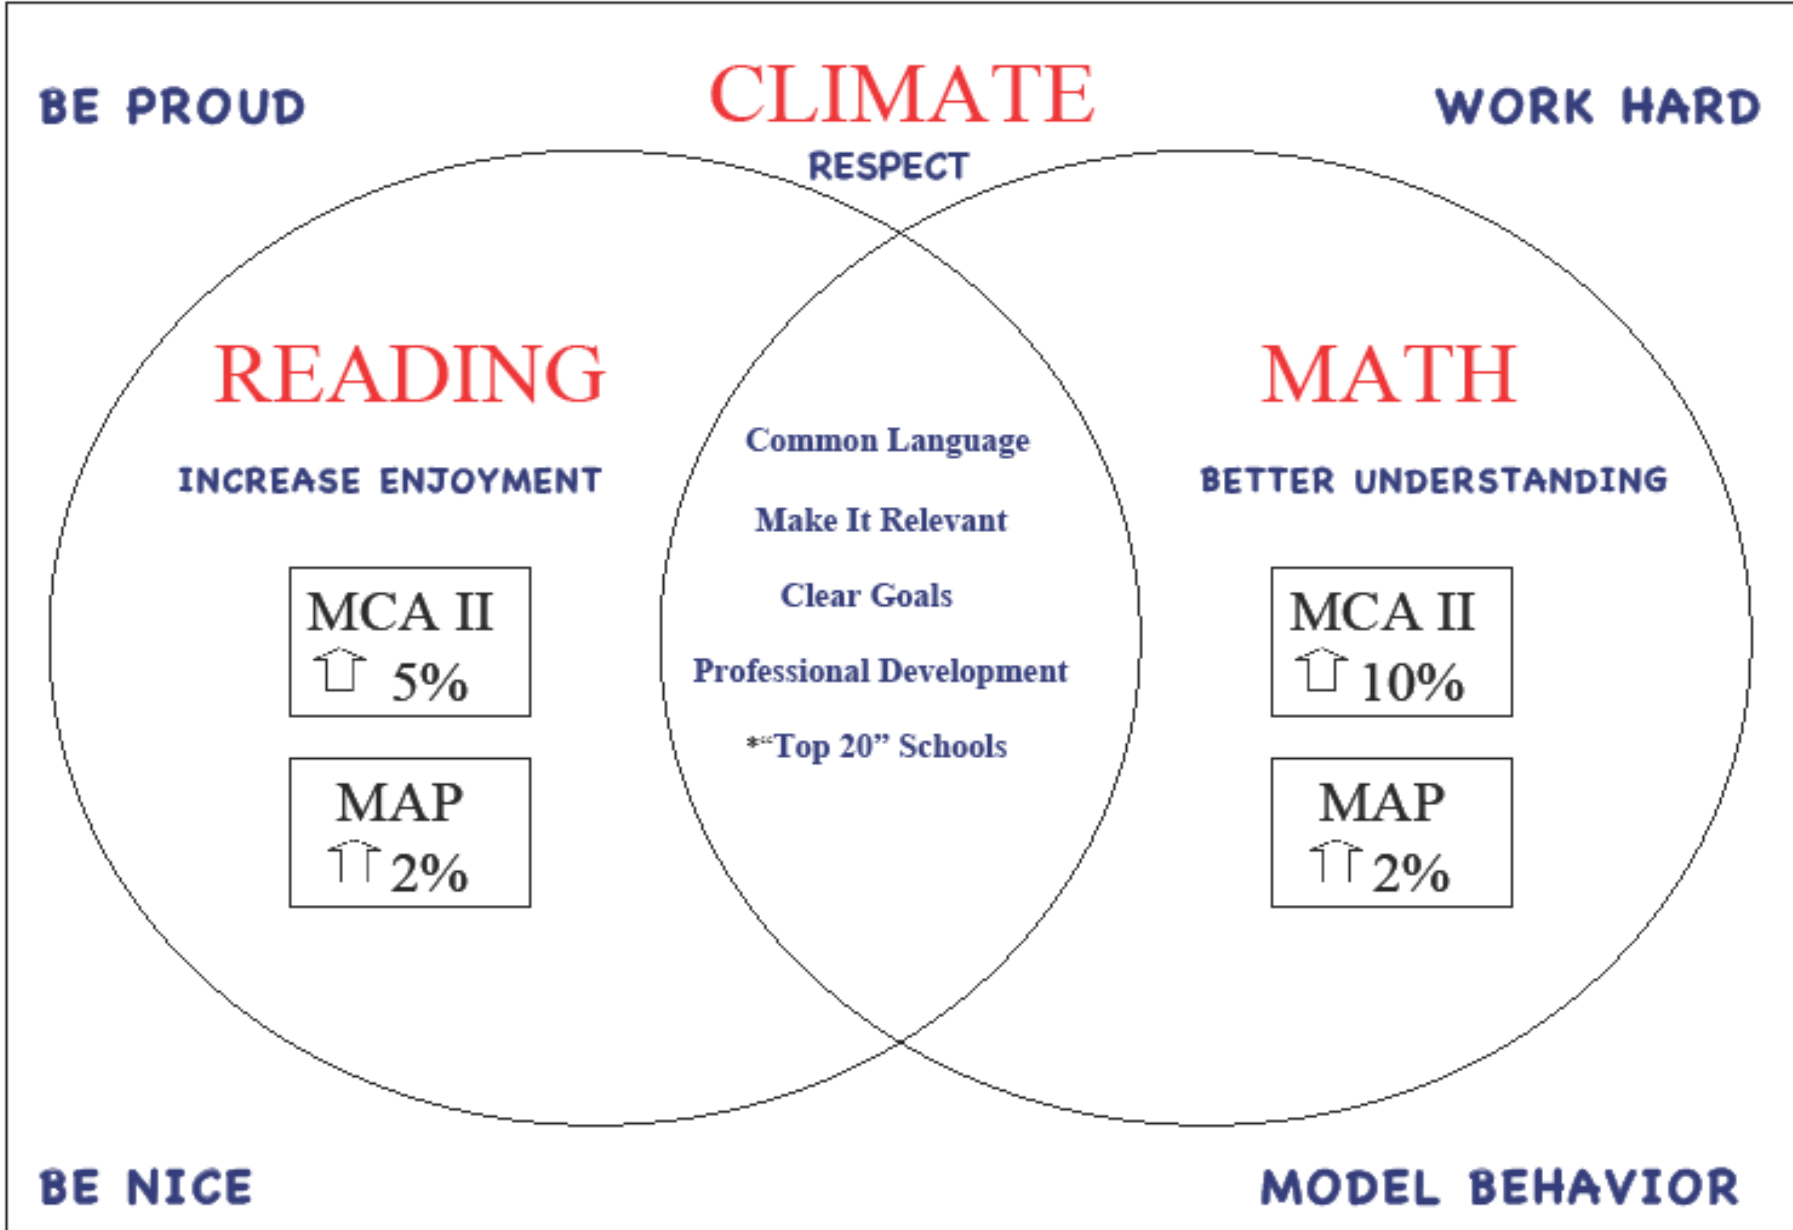 BE PROUD
CLIMATE
WORK HARD
RESPECT
READING
INCREASE ENJOYMENT
MCA II
5%
MAP
2%
Common Language
Make It Relevant
Clear Goals
Professional Development
*“Top 20” Schools
MATH
BETTER UNDERSTANDING
MCA II
10%
MAP
2%
BE NICE
MODEL BEHAVIOR